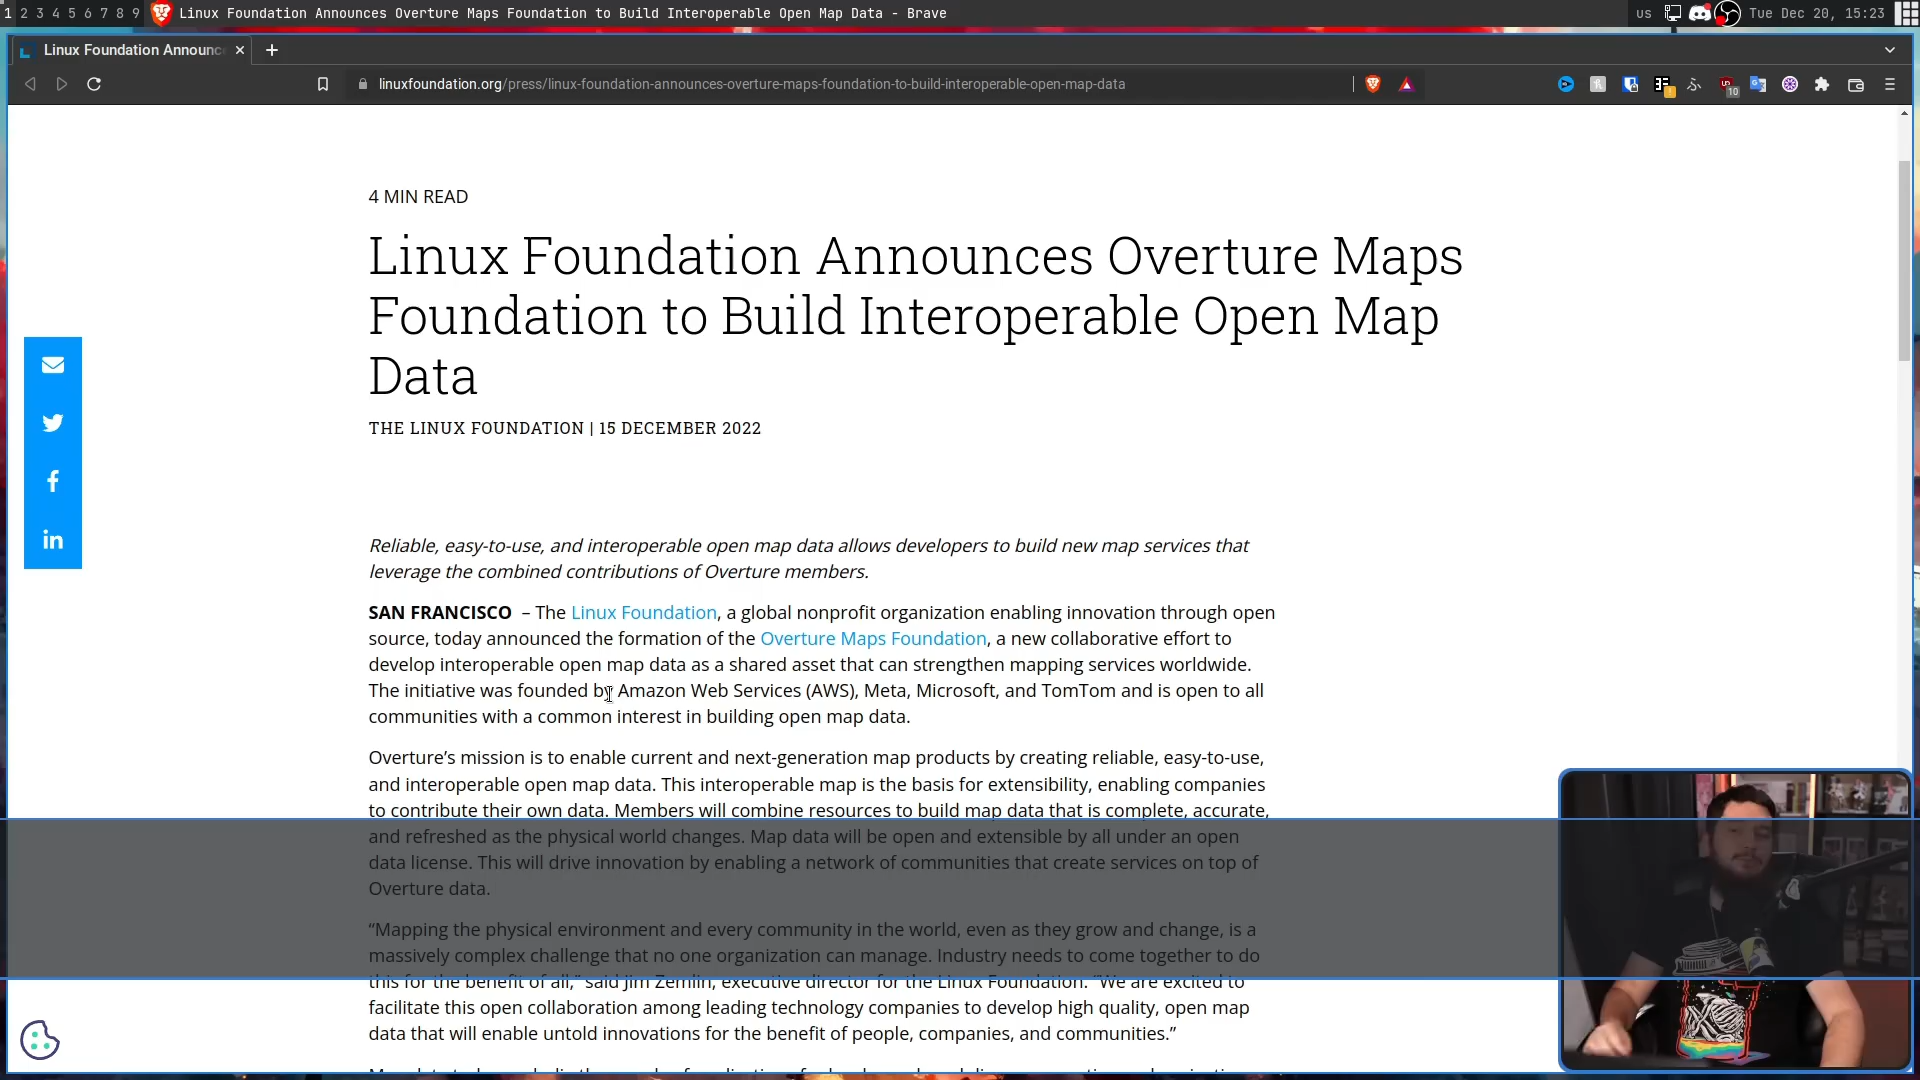 1 2 3 4 5 6 7 8 9 Linux Foundation Announces Overture Maps Foundation to Build Interoperable Open Map Data - Brave us Tue Dec 20, 15:23
Linux Foundation Announc
linuxfoundation.org/press/linux-foundation-announces-overture-maps-foundation-to-build-interoperable-open-map-data
10
4 MIN READ
Linux Foundation Announces Overture Maps
Foundation to Build Interoperable Open Map
Data
THE LINUX FOUNDATION | 15 DECEMBER 2022
Reliable, easy-to-use, and interoperable open map data allows developers to build new map services that
leverage the combined contributions of Overture members.
SAN FRANCISCO – The Linux Foundation, a global nonprofit organization enabling innovation through open
source, today announced the formation of the Overture Maps Foundation, a new collaborative effort to
develop interoperable open map data as a shared asset that can strengthen mapping services worldwide.
The initiative was founded by Amazon Web Services (AWS), Meta, Microsoft, and TomTom and is open to all
communities with a common interest in building open map data.
Overture’s mission is to enable current and next-generation map products by creating reliable, easy-to-use,
and interoperable open map data. This interoperable map is the basis for extensibility, enabling companies
to contribute their own data. Members will combine resources to build map data that is complete, accurate,
and refreshed as the physical world changes. Map data will be open and extensible by all under an open
data license. This will drive innovation by enabling a network of communities that create services on top of
Overture data.
“Mapping the physical environment and every community in the world, even as they grow and change, is a
massively complex challenge that no one organization can manage. Industry needs to come together to do
this for the benefit of all,” said Jim Zemlin, executive director for the Linux Foundation. “We are excited to
facilitate this open collaboration among leading technology companies to develop high quality, open map
data that will enable untold innovations for the benefit of people, companies, and communities.”